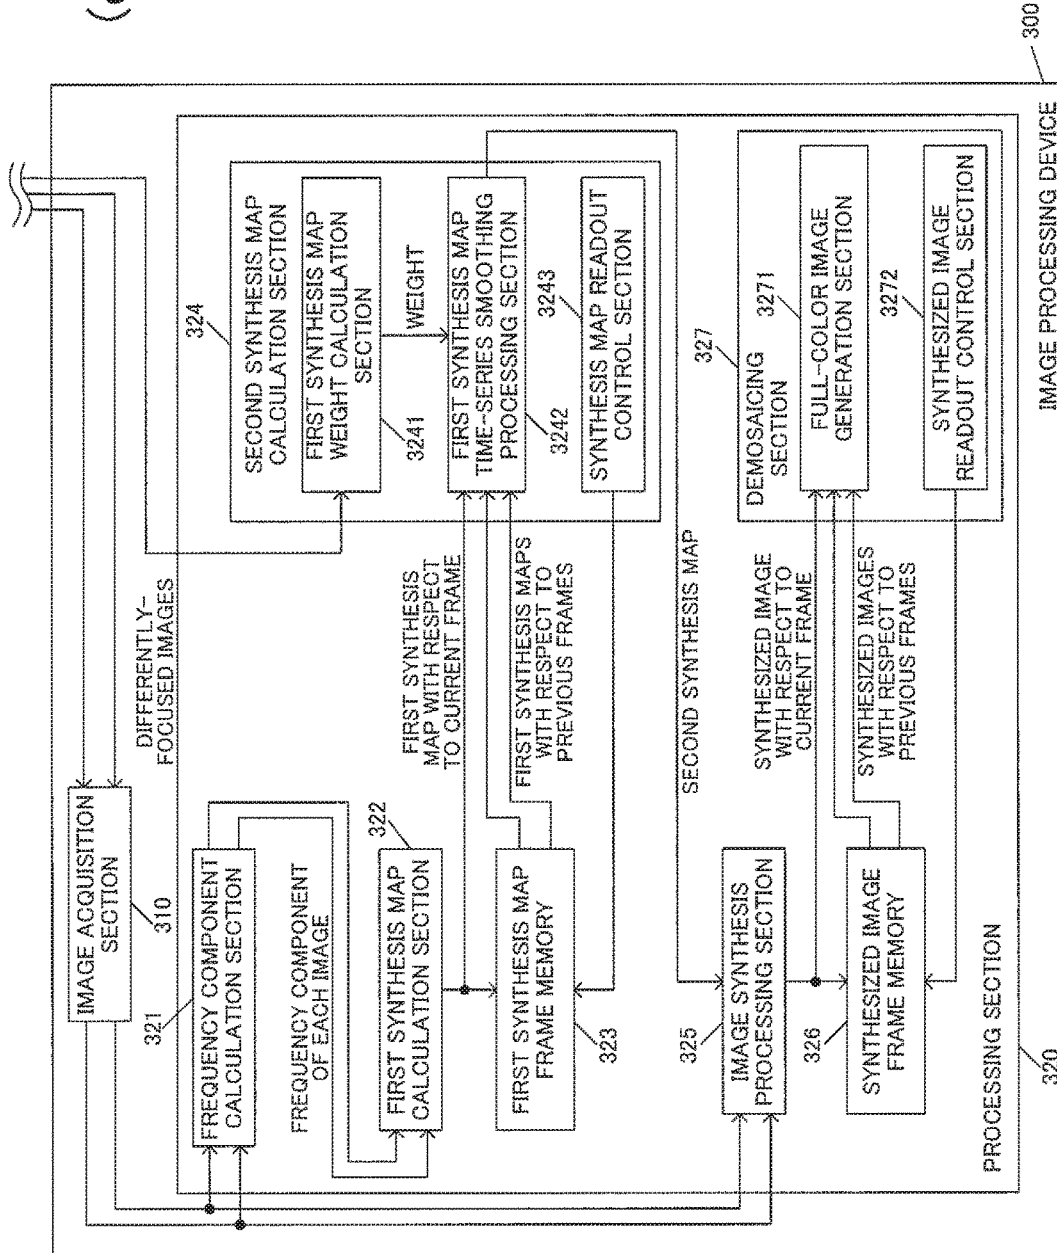 300
IMAGE PROCESSING DEVICE
IMAGE ACQUISITION
SECTION
310
DIFFERENTLY-
FOCUSED IMAGES
321
FREQUENCY COMPONENT
CALCULATION SECTION
FREQUENCY COMPONENT
OF EACH IMAGE
322
FIRST SYNTHESIS MAP
CALCULATION SECTION
FIRST SYNTHESIS MAP
FRAME MEMORY
323
FIRST SYNTHESIS
MAP WITH RESPECT
TO CURRENT FRAME
FIRST SYNTHESIS MAPS
WITH RESPECT TO
PREVIOUS FRAMES
324
SECOND SYNTHESIS MAP
CALCULATION SECTION
FIRST SYNTHESIS MAP
WEIGHT CALCULATION
SECTION
3241
WEIGHT
FIRST SYNTHESIS MAP
TIME-SERIES SMOOTHING
PROCESSING SECTION
3242
3243
SYNTHESIS MAP READOUT
CONTROL SECTION
SECOND SYNTHESIS MAP
325
IMAGE SYNTHESIS
PROCESSING SECTION
326
SYNTHESIZED IMAGE
FRAME MEMORY
SYNTHESIZED IMAGE
WITH RESPECT TO
CURRENT FRAME
SYNTHESIZED IMAGES
WITH RESPECT TO
PREVIOUS FRAMES
327
DEMOSAICING
SECTION
3271
FULL-COLOR IMAGE
GENERATION SECTION
3272
SYNTHESIZED IMAGE
READOUT CONTROL SECTION
PROCESSING SECTION
320